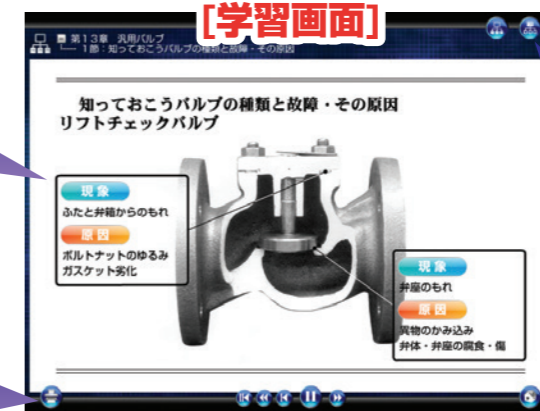 [学習画面]
第13章 汎用バルブ
1節：知っておこうバルブの種類と故障・その原因
知っておこうバルブの種類と故障・その原因
リフトチェックバルブ
現象
ふたと弁箱からのもれ
原因
ボルトナットのゆるみ
ガスケット劣化
現象
弁座のもれ
原因
異物のかみ込み
弁体・弁座の腐食・傷